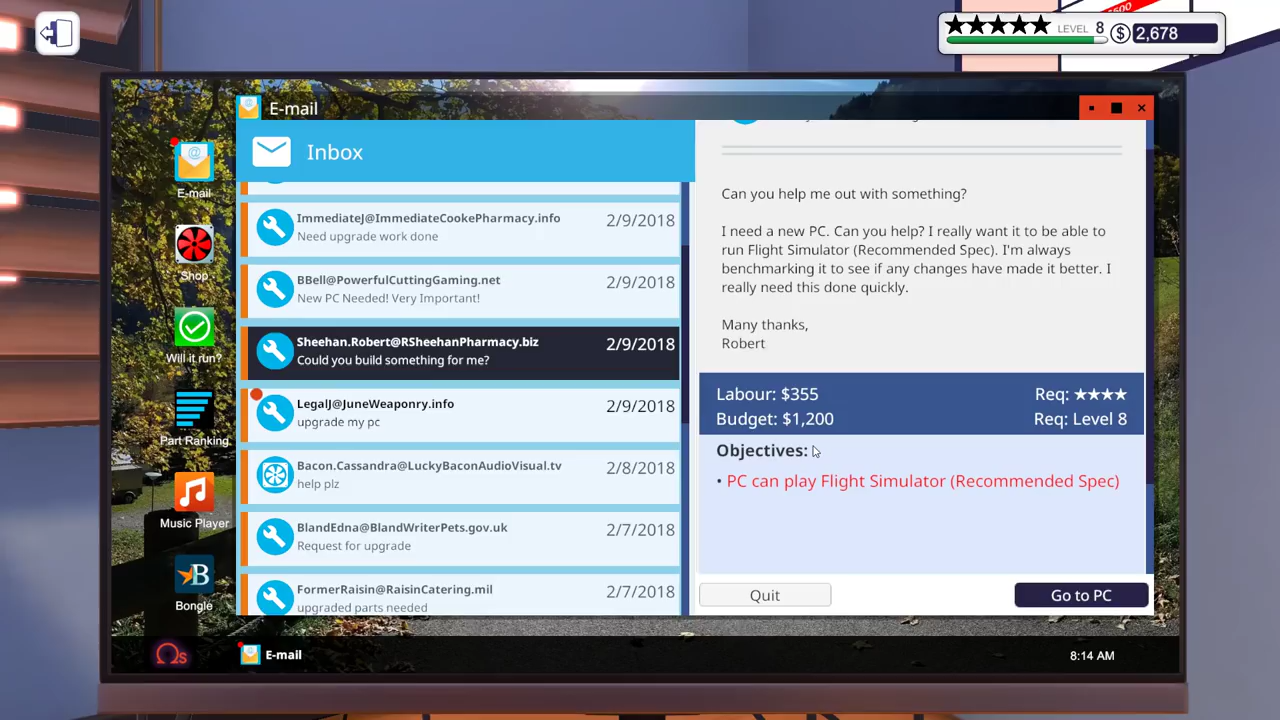 500
LEVEL 8
$ 2,678
E-mail
Inbox
E-mail
Shop
Will it run?
Part Ranking
Music Player
Bongle
ImmediateJ@ImmediateCookePharmacy.info
2/9/2018
Need upgrade work done
BBell@PowerfulCuttingGaming.net
2/9/2018
New PC Needed! Very Important!
Sheehan.Robert@RSheehanPharmacy.biz
2/9/2018
Could you build something for me?
LegalJ@JuneWeaponry.info
2/9/2018
upgrade my pc
Bacon.Cassandra@LuckyBaconAudioVisual.tv
2/8/2018
help plz
BlandEdna@BlandWriterPets.gov.uk
2/7/2018
Request for upgrade
FormerRaisin@RaisinCatering.mil
2/7/2018
upgraded parts needed
Can you help me out with something?
I need a new PC. Can you help? I really want it to be able to
run Flight Simulator (Recommended Spec). I'm always
benchmarking it to see if any changes have made it better. I
really need this done quickly.
Many thanks,
Robert
Labour: $355
Req: ★★★★
Budget: $1,200
Req: Level 8
Objectives:
• PC can play Flight Simulator (Recommended Spec)
Quit
Go to PC
Ωs
E-mail
8:14 AM